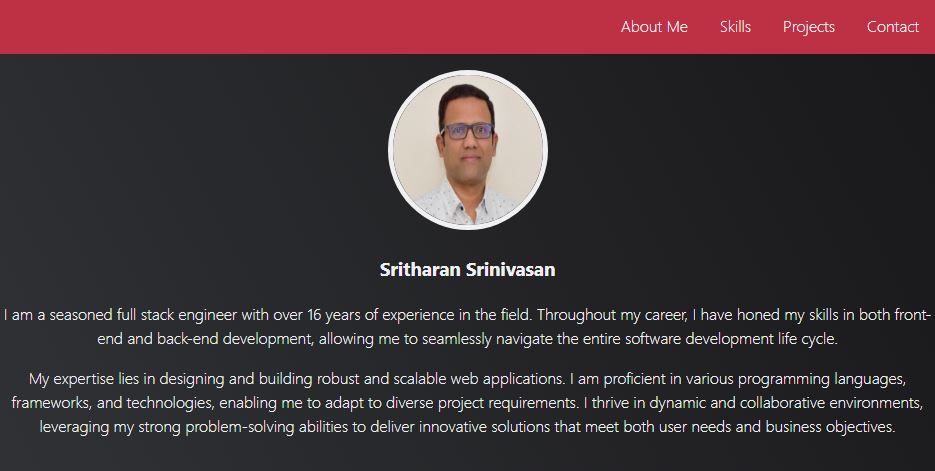 About Me Skills Projects Contact
Sritharan Srinivasan
I am a seasoned full stack engineer with over 16 years of experience in the field. Throughout my career, I have honed my skills in both front-
end and back-end development, allowing me to seamlessly navigate the entire software development life cycle.
My expertise lies in designing and building robust and scalable web applications. I am proficient in various programming languages,
frameworks, and technologies, enabling me to adapt to diverse project requirements. I thrive in dynamic and collaborative environments,
leveraging my strong problem-solving abilities to deliver innovative solutions that meet both user needs and business objectives.